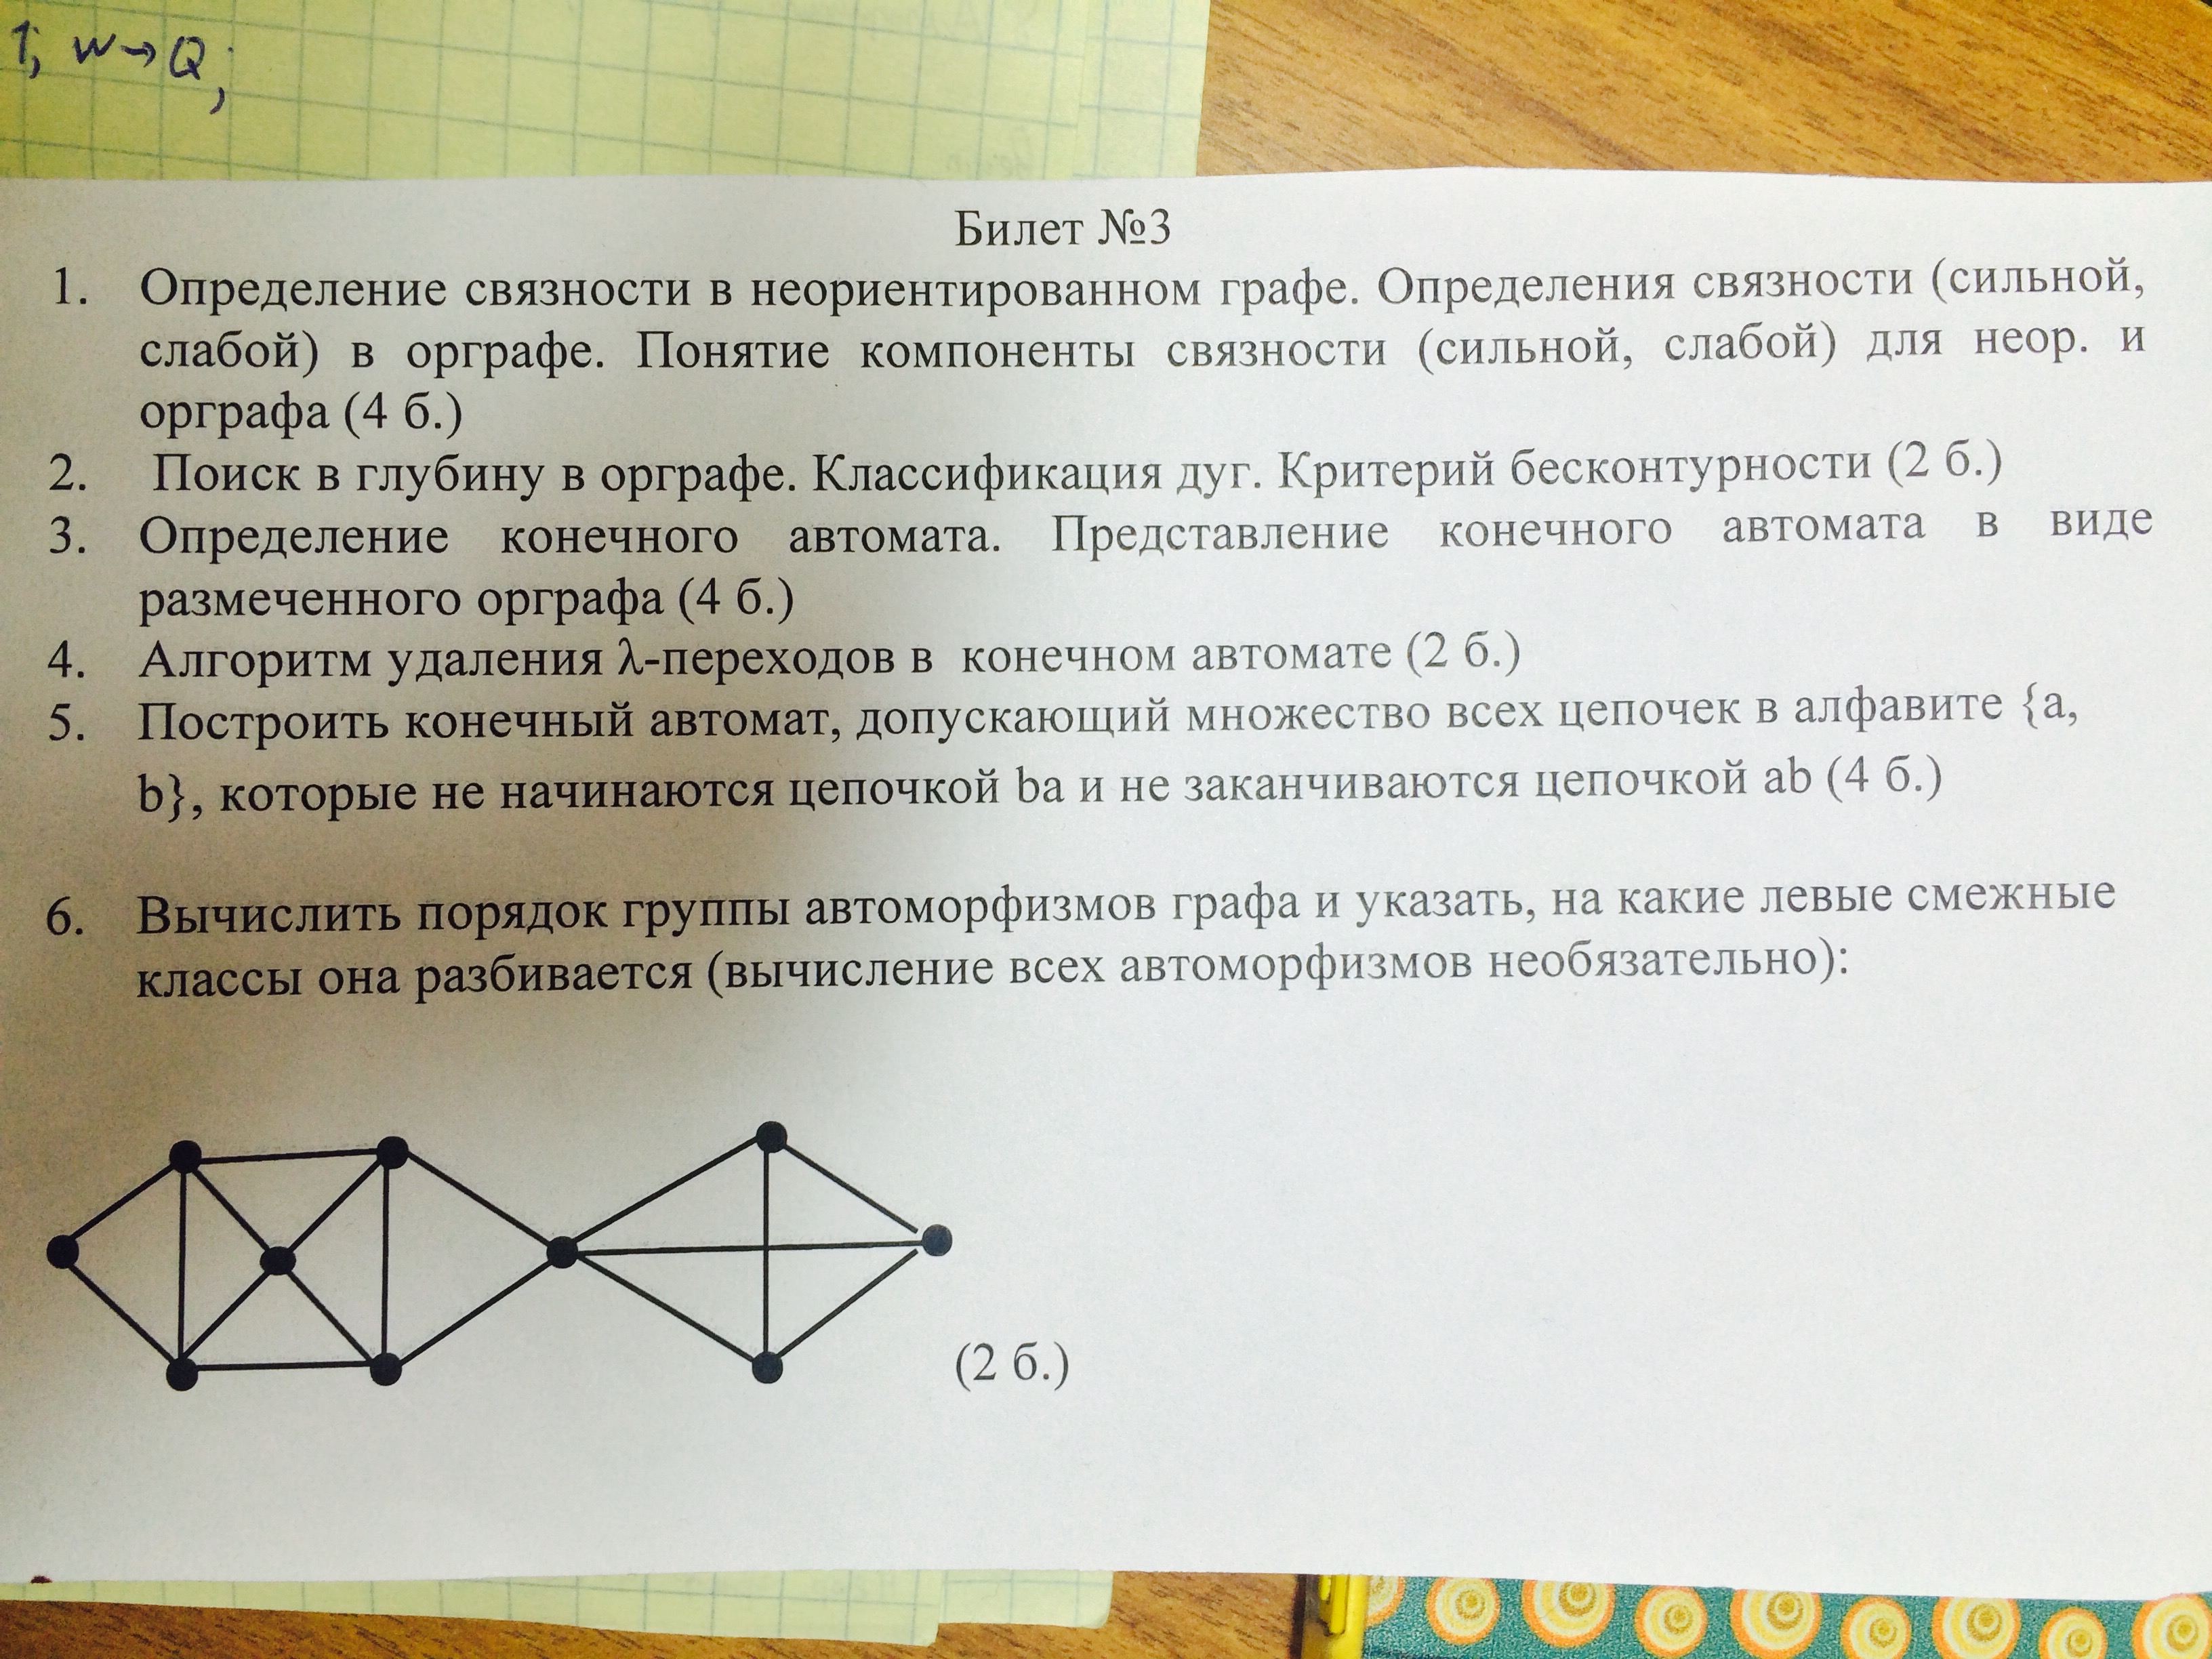 1, w→Q;
Билет №3
1. Определение связности в неориентированном графе. Определения связности (сильной,
слабой) в орграфе. Понятие компоненты связности (сильной, слабой) для неор. и
орграфа (4 б.)
2. Поиск в глубину в орграфе. Классификация дуг. Критерий бесконтурности (2 б.)
3. Определение конечного автомата. Представление конечного автомата в виде
размеченного орграфа (4 б.)
4. Алгоритм удаления λ-переходов в конечном автомате (2 б.)
5. Построить конечный автомат, допускающий множество всех цепочек в алфавите {a,
b}, которые не начинаются цепочкой ba и не заканчиваются цепочкой ab (4 б.)
6. Вычислить порядок группы автоморфизмов графа и указать, на какие левые смежные
классы она разбивается (вычисление всех автоморфизмов необязательно):
(2 б.)